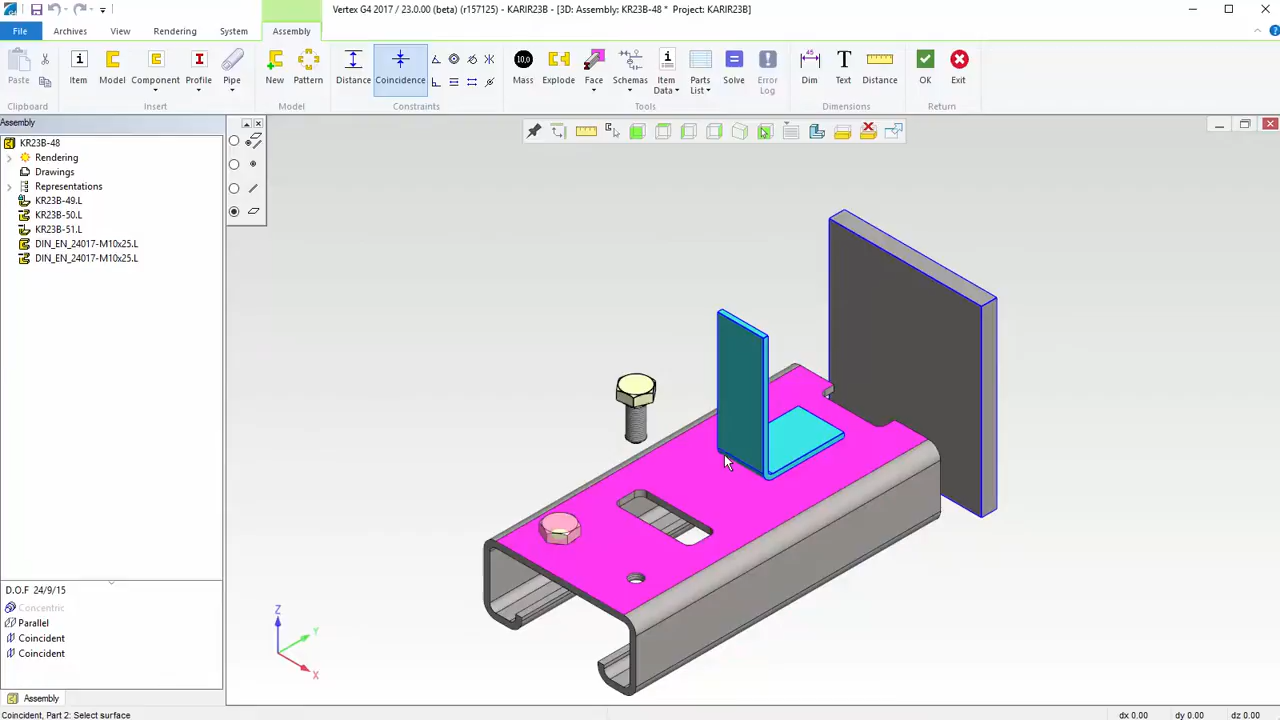 Vertex G4 2017 / 23.0.00 (beta) (r157125) - KARIR23B - [3D: Assembly: KR23B-48 * Project: KARIR23B]
File Archives View Rendering System Assembly
Paste Item Model Component Profile Pipe New Pattern Distance Coincidence 10,0 Mass Explode Face Schemas Item Data Parts List Solve Error Log 45 Dim Text Distance OK Exit
Clipboard Insert Model Constraints Tools Dimensions Return
Assembly
KR23B-48
Rendering
Drawings
Representations
KR23B-49.L
KR23B-50.L
KR23B-51.L
DIN_EN_24017-M10x25.L
DIN_EN_24017-M10x25.L
D.O.F 24/9/15
Concentric
Parallel
Coincident
Coincident
Z
Y
X
Assembly
Coincident, Part 2: Select surface
dx 0.00 dy 0.00 dz 0.00